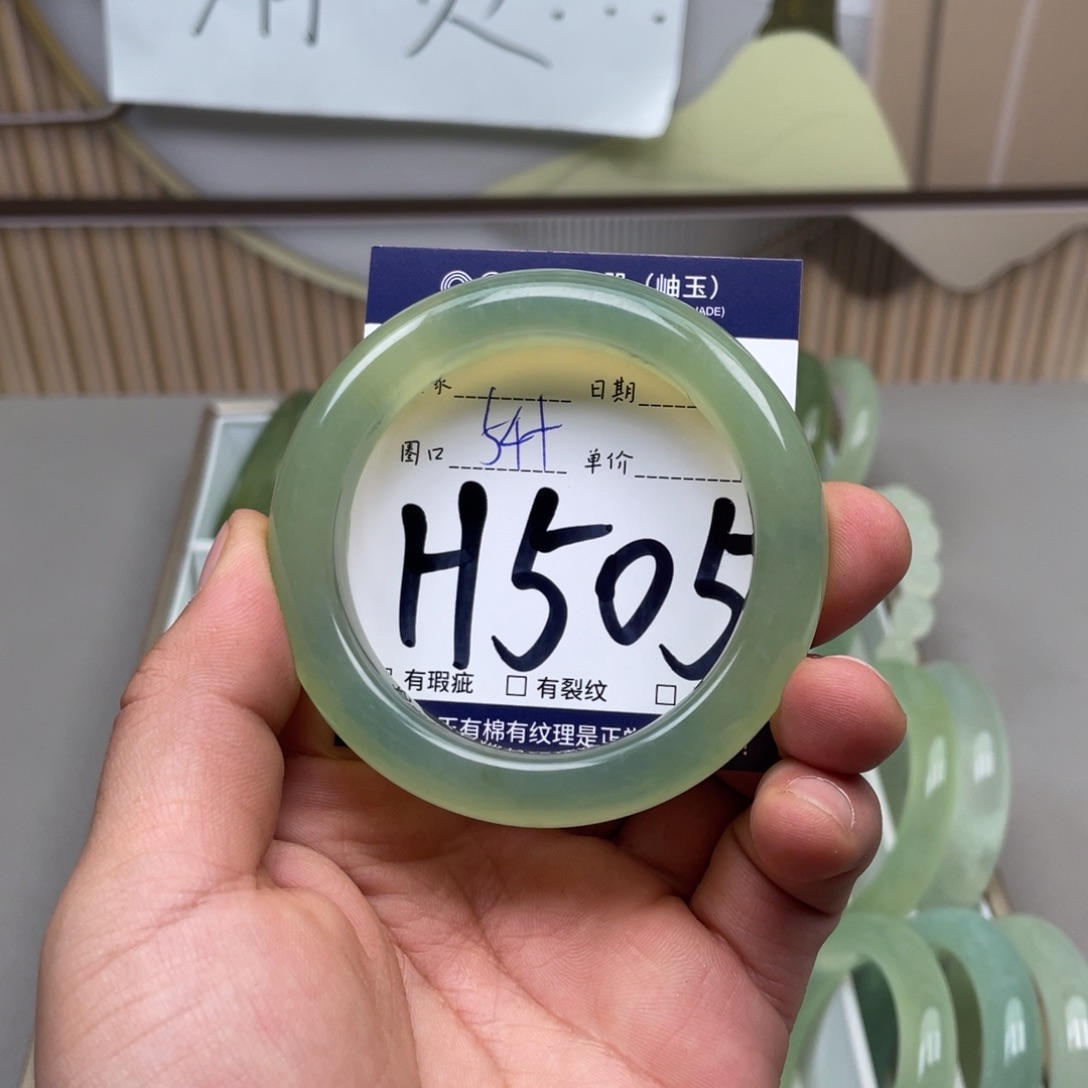 （岫玉）
ADE)
日期
圈口 54+ 单价
H505
有瑕疵 □ 有裂纹 □
有棉有纹理是正